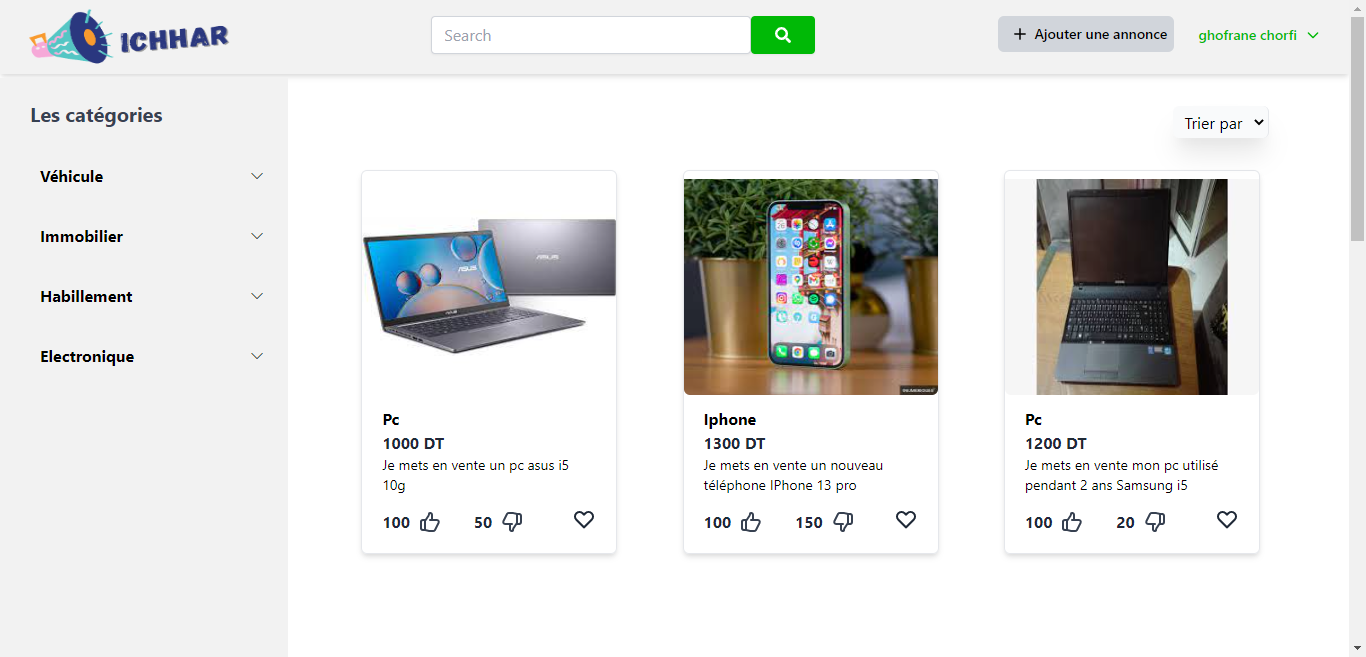 ICHHAR
Search
Ajouter une annonce
ghofrane chorfi
Les catégories
Trier par
Véhicule
Immobilier
Habillement
Electronique
ASUS
ASUS
Pc
1000 DT
Je mets en vente un pc asus i5
10g
100 50
Iphone
1300 DT
Je mets en vente un nouveau
téléphone IPhone 13 pro
100 150
Pc
1200 DT
Je mets en vente mon pc utilisé
pendant 2 ans Samsung i5
100 20